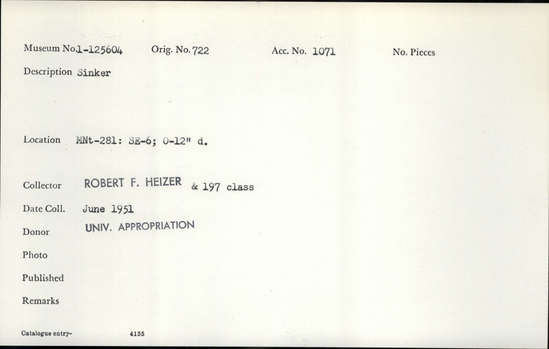 Museum No.1-125604 Orig. No. 722 Acc. No. 1071 No. Pieces
Description Sinker
Location MNt-281: SE-6; 0-12" d.
Collector ROBERT F. HEIZER & 197 class
Date Coll. June 1951
Donor UNIV. APPROPRIATION
Photo
Published
Remarks
Catalogue entry- 4155